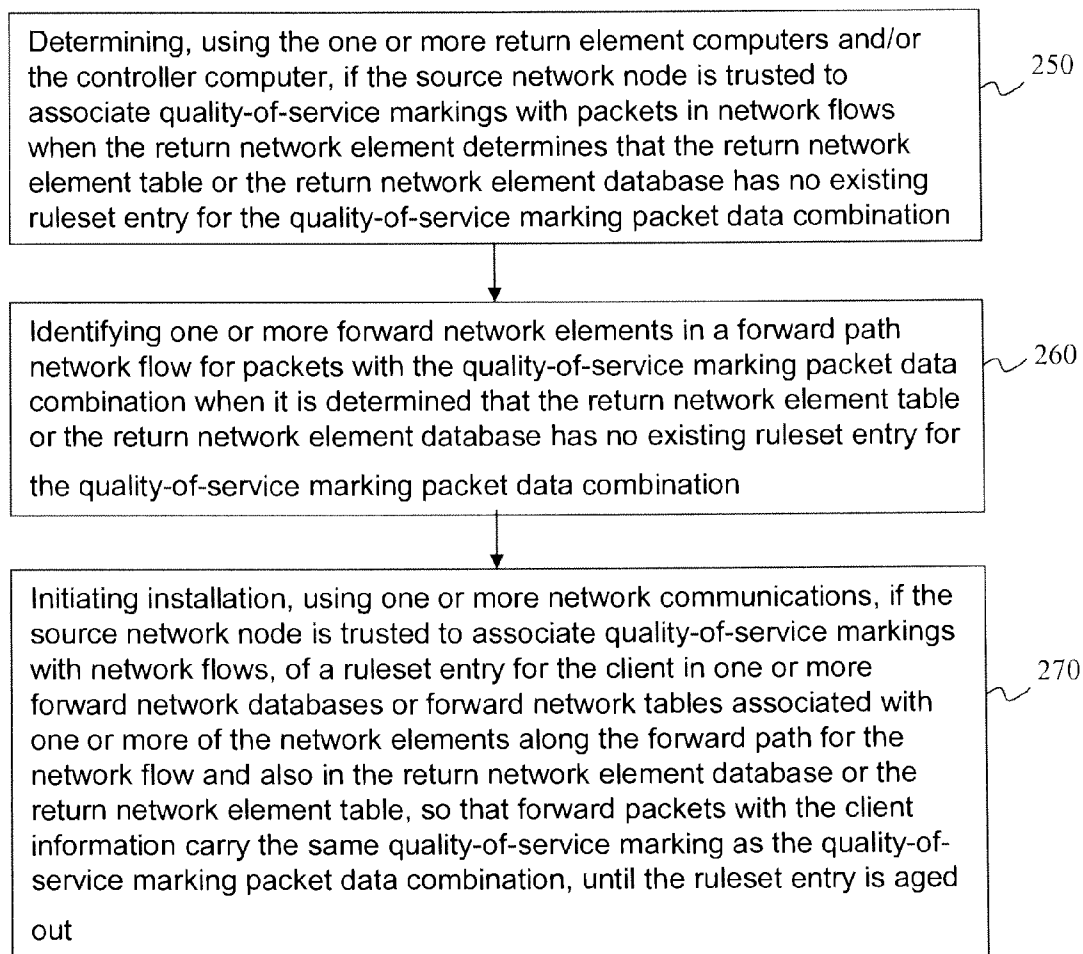 Determining, using the one or more return element computers and/or
the controller computer, if the source network node is trusted to
associate quality-of-service markings with packets in network flows
when the return network element determines that the return network
element table or the return network element database has no existing
ruleset entry for the quality-of-service marking packet data combination
250
Identifying one or more forward network elements in a forward path
network flow for packets with the quality-of-service marking packet data
combination when it is determined that the return network element table
or the return network element database has no existing ruleset entry for
the quality-of-service marking packet data combination
260
Initiating installation, using one or more network communications, if the
source network node is trusted to associate quality-of-service markings
with network flows, of a ruleset entry for the client in one or more
forward network databases or forward network tables associated with
one or more of the network elements along the forward path for the
network flow and also in the return network element database or the
return network element table, so that forward packets with the client
information carry the same quality-of-service marking as the quality-of-
service marking packet data combination, until the ruleset entry is aged
out
270